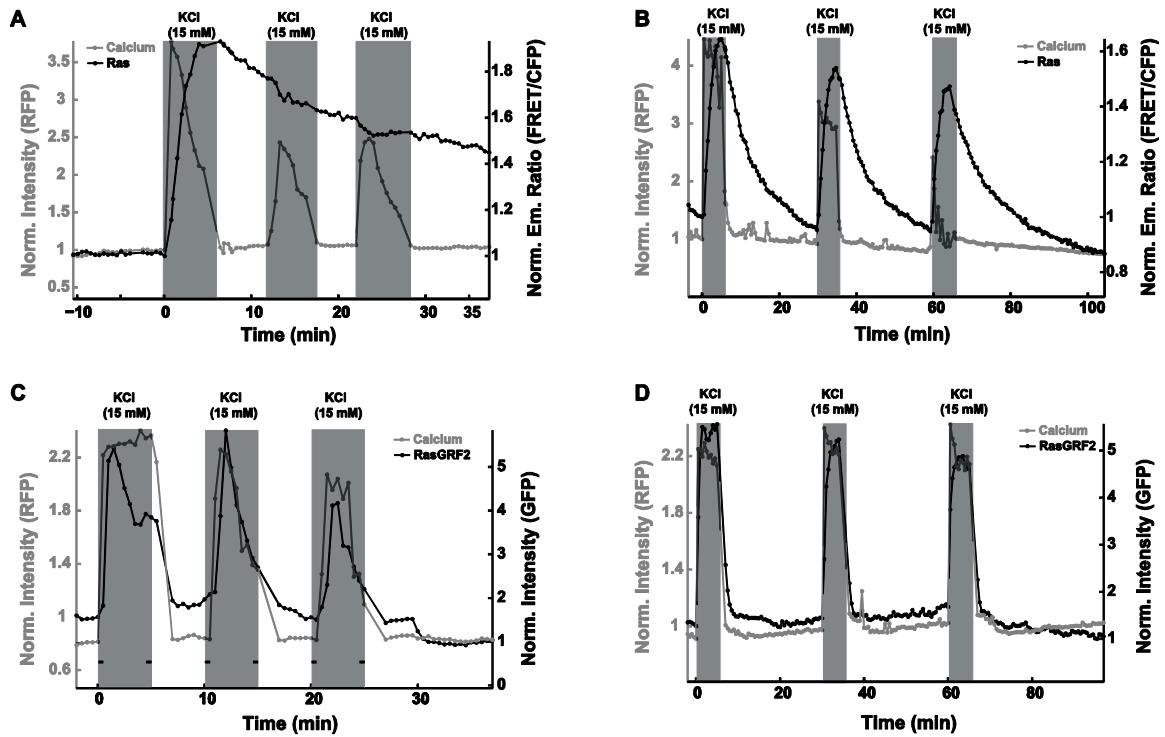 A
KCl
(15 mM)
KCl
(15 mM)
KCl
(15 mM)
Calcium
Ras
Norm. Intensity (RFP)
3.5
3
2.5
2
1.5
1
0.5
1.8
1.6
1.4
1.2
1
Norm. Em. Ratio (FRET/CFP)
−10
0
10
20
30
35
Time (min)
B
KCl
(15 mM)
KCl
(15 mM)
KCl
(15 mM)
Calcium
Ras
Norm. Intensity (RFP)
4
3
2
1
1.6
1.4
1.2
1
0.8
Norm. Em. Ratio (FRET/CFP)
0
20
40
60
80
100
Time (min)
C
KCl
(15 mM)
KCl
(15 mM)
KCl
(15 mM)
Calcium
RasGRF2
Norm. Intensity (RFP)
2.2
1.8
1.4
1
0.6
5
4
3
2
1
0
Norm. Intensity (GFP)
0
10
20
30
Time (min)
D
KCl
(15 mM)
KCl
(15 mM)
KCl
(15 mM)
Calcium
RasGRF2
Norm. Intensity (RFP)
2.2
1.8
1.4
1
5
4
3
2
1
Norm. Intensity (GFP)
0
20
40
60
80
Time (min)